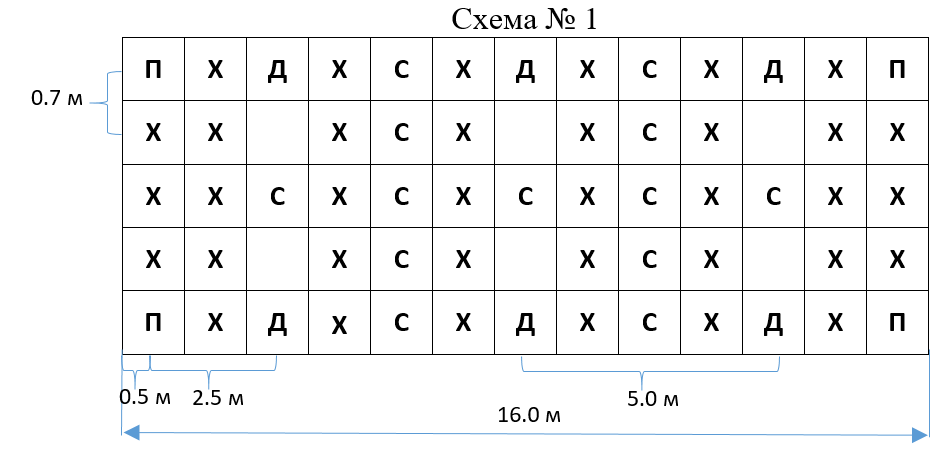 Схема № 1
П Х Д Х С Х Д Х С Х Д Х П
0.7 м
Х Х Х С Х Х С Х Х Х
Х Х С Х С Х С Х С Х С Х Х
Х Х Х С Х Х С Х Х Х
П Х Д Х С Х Д Х С Х Д Х П
0.5 м 2.5 м 5.0 м
16.0 м